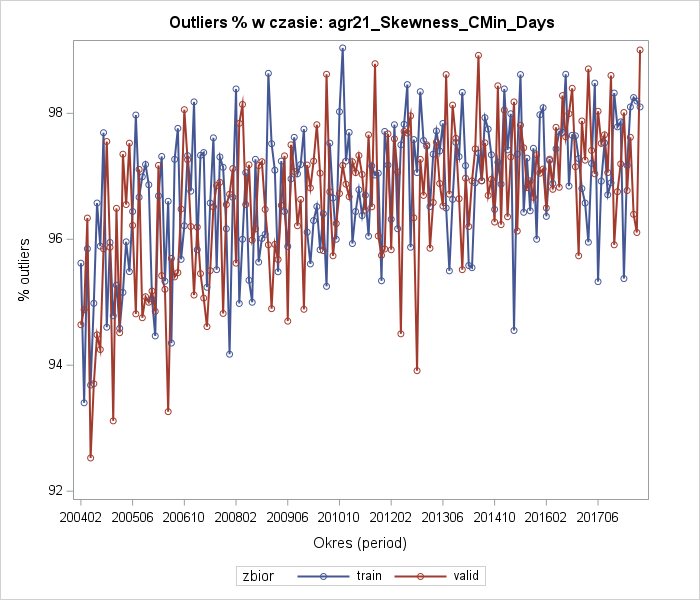 Outliers % w czasie: agr21_Skewness_CMin_Days
% outliers
98
96
94
92
200402 200506 200610 200802 200906 201010 201202 201306 201410 201602 201706
Okres (period)
zbior train valid